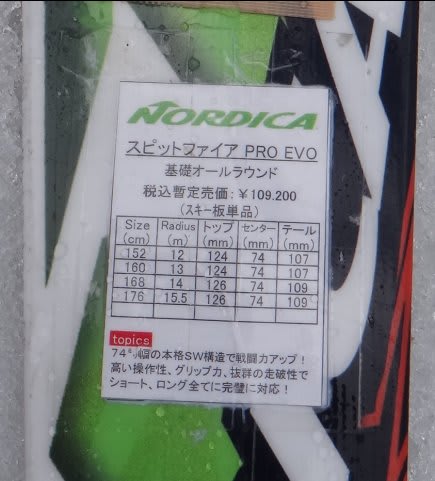 NORDICA
スピットファイア PRO EVO
基礎オールラウンド
税込暫定売価:￥109.200
(スキー板単品)
Size (cm) Radius (m) トップ (mm) センター (mm) テール (mm)
152 12 124 74 107
160 13 124 74 107
168 14 126 74 109
176 15.5 126 74 109
topics
74㍉幅の本格SW構造で戦闘力アップ!
高い操作性、グリップカ、抜群の走破性で
ショート、ロング全てに完璧に対応!